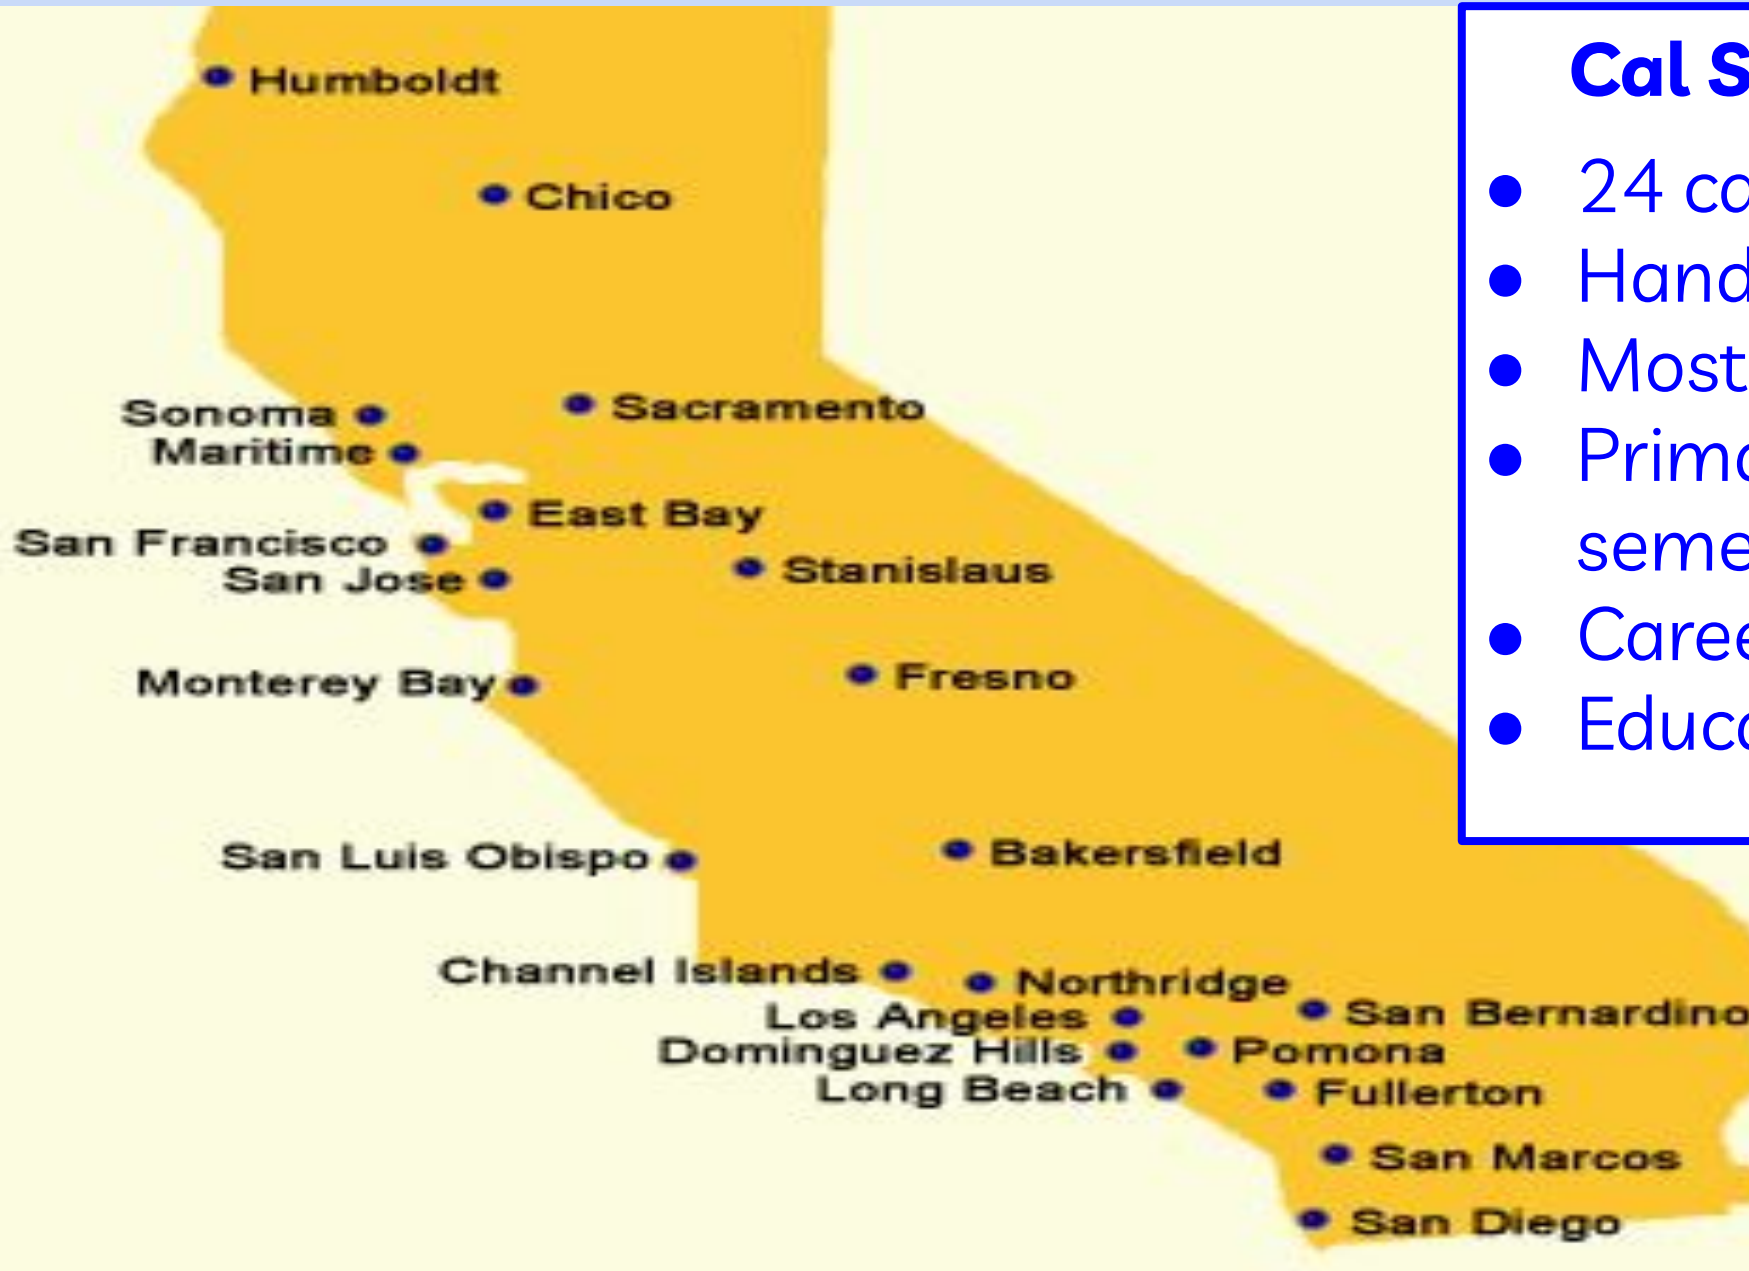 Humboldt
Chico
Sonoma
Sacramento
Maritime
East Bay
San Francisco
San Jose
Stanislaus
Monterey Bay
Fresno
San Luis Obispo
Bakersfield
Channel Islands
Northridge
Los Angeles
San Bernardino
Dominguez Hills
Pomona
Long Beach
Fullerton
San Marcos
San Diego
Cal S
● 24 ca
● Hand
● Most
● Prima
seme
● Caree
● Educa